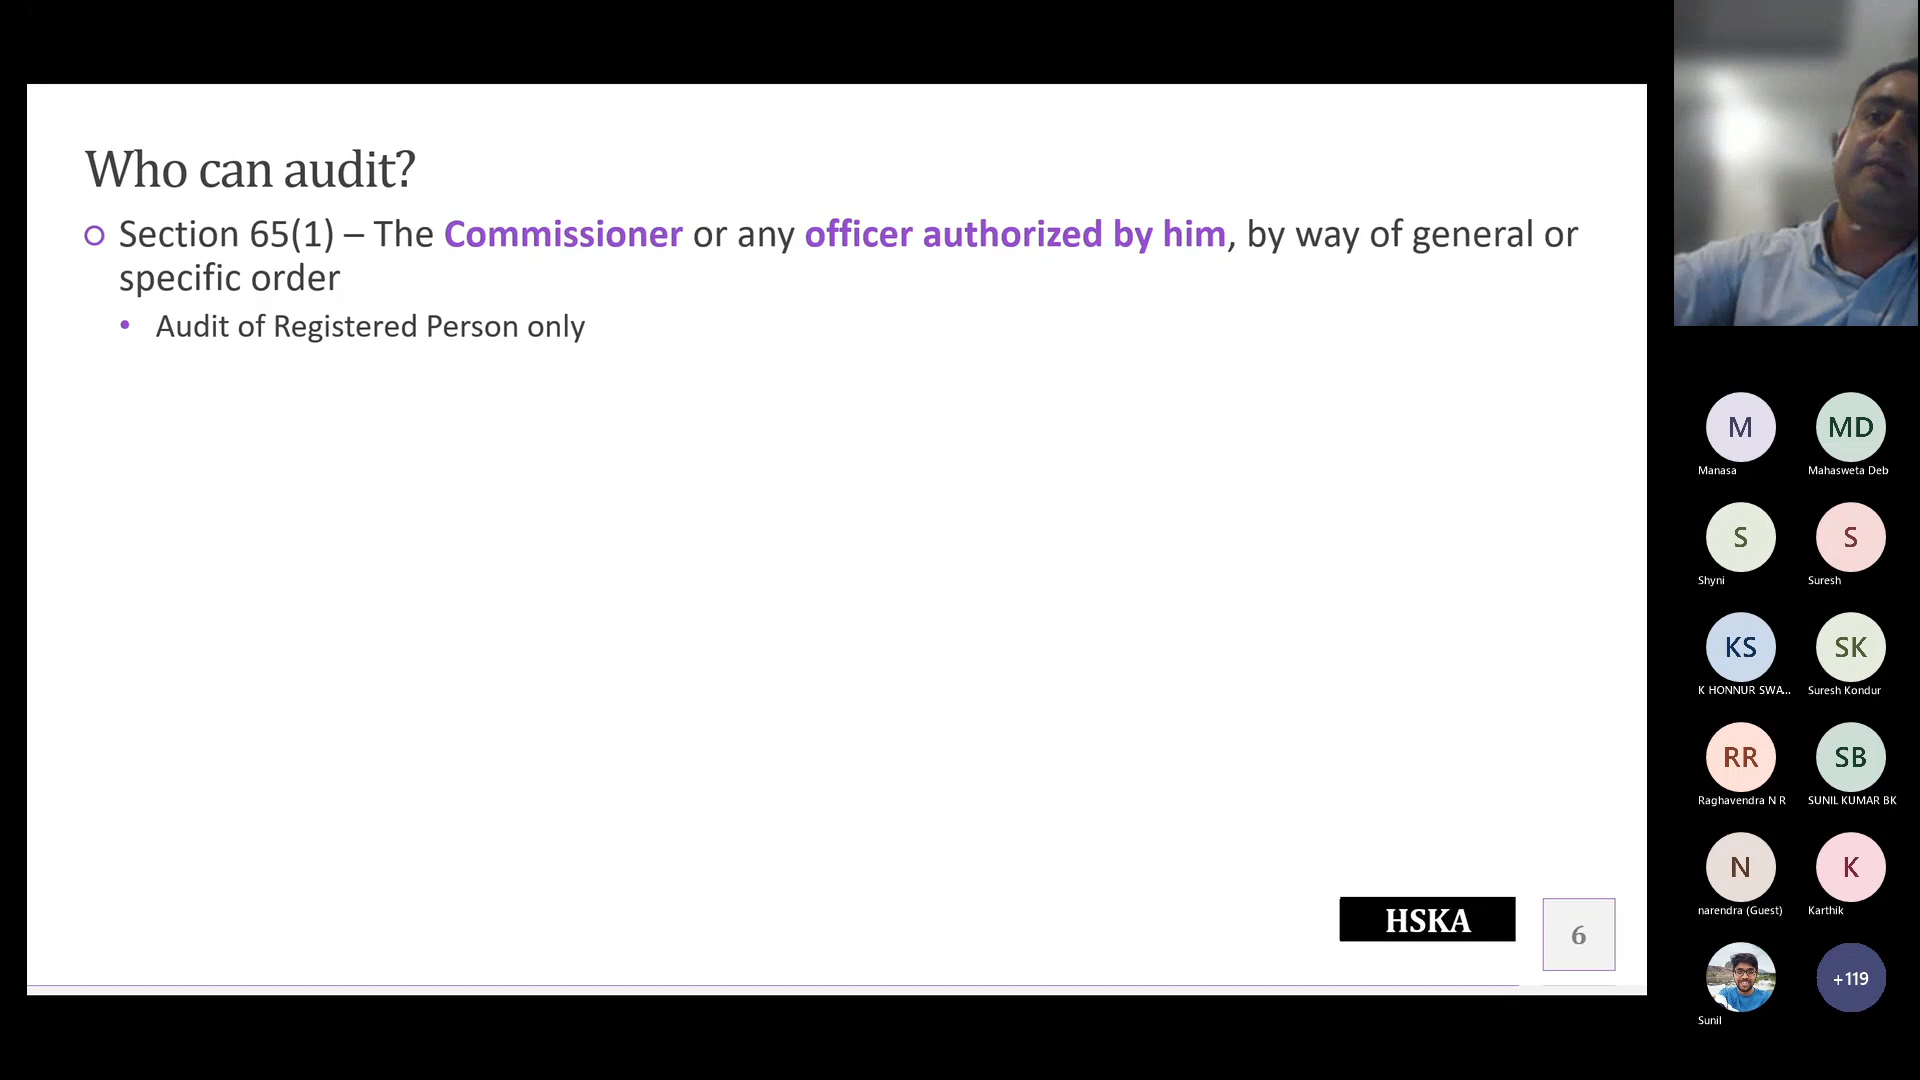 Who can audit?
Section 65(1) – The Commissioner or any officer authorized by him, by way of general or
specific order
• Audit of Registered Person only
HSKA
6
M
MD
Manasa
Mahasweta Deb
S
S
Shyni
Suresh
KS
SK
K HONNUR SWA...
Suresh Kondur
RR
SB
Raghavendra N R
SUNIL KUMAR BK
N
K
narendra (Guest)
Karthik
+119
Sunil